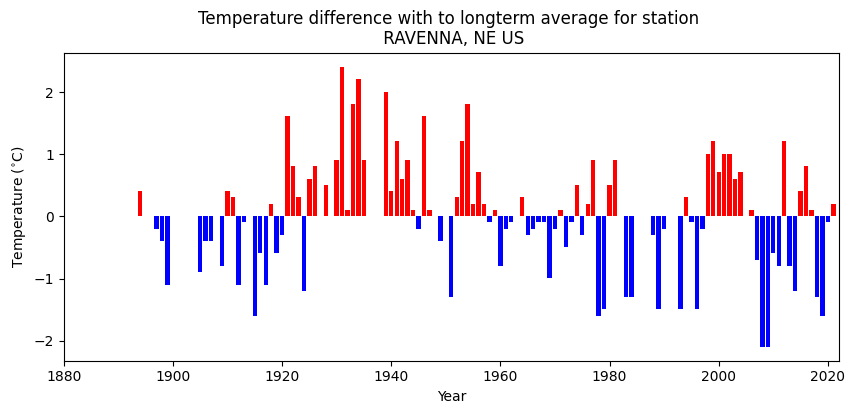 Temperature difference with to longterm average for station
RAVENNA, NE US
Temperature (°C)
2
1
0
−1
−2
1880 1900 1920 1940 1960 1980 2000 2020
Year